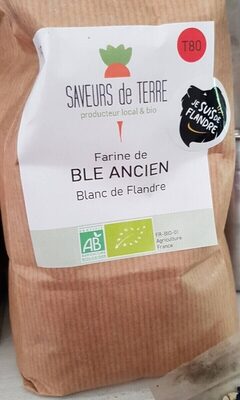 T80
SAVEURS de TERRE
producteur local & bio
JE SUIS DE
FLANDRE
Farine de
BLE ANCIEN
Blanc de Flandre
AB
FR-BIO-01
Agriculture
France